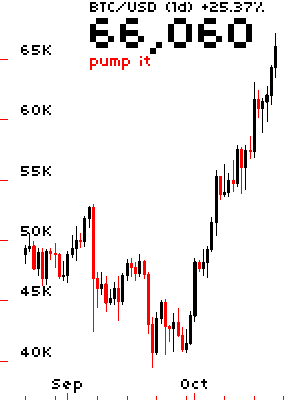 BTC/USD (1d) +25.37%
66,060
pump it
65K
60K
55K
50K
45K
40K
Sep Oct